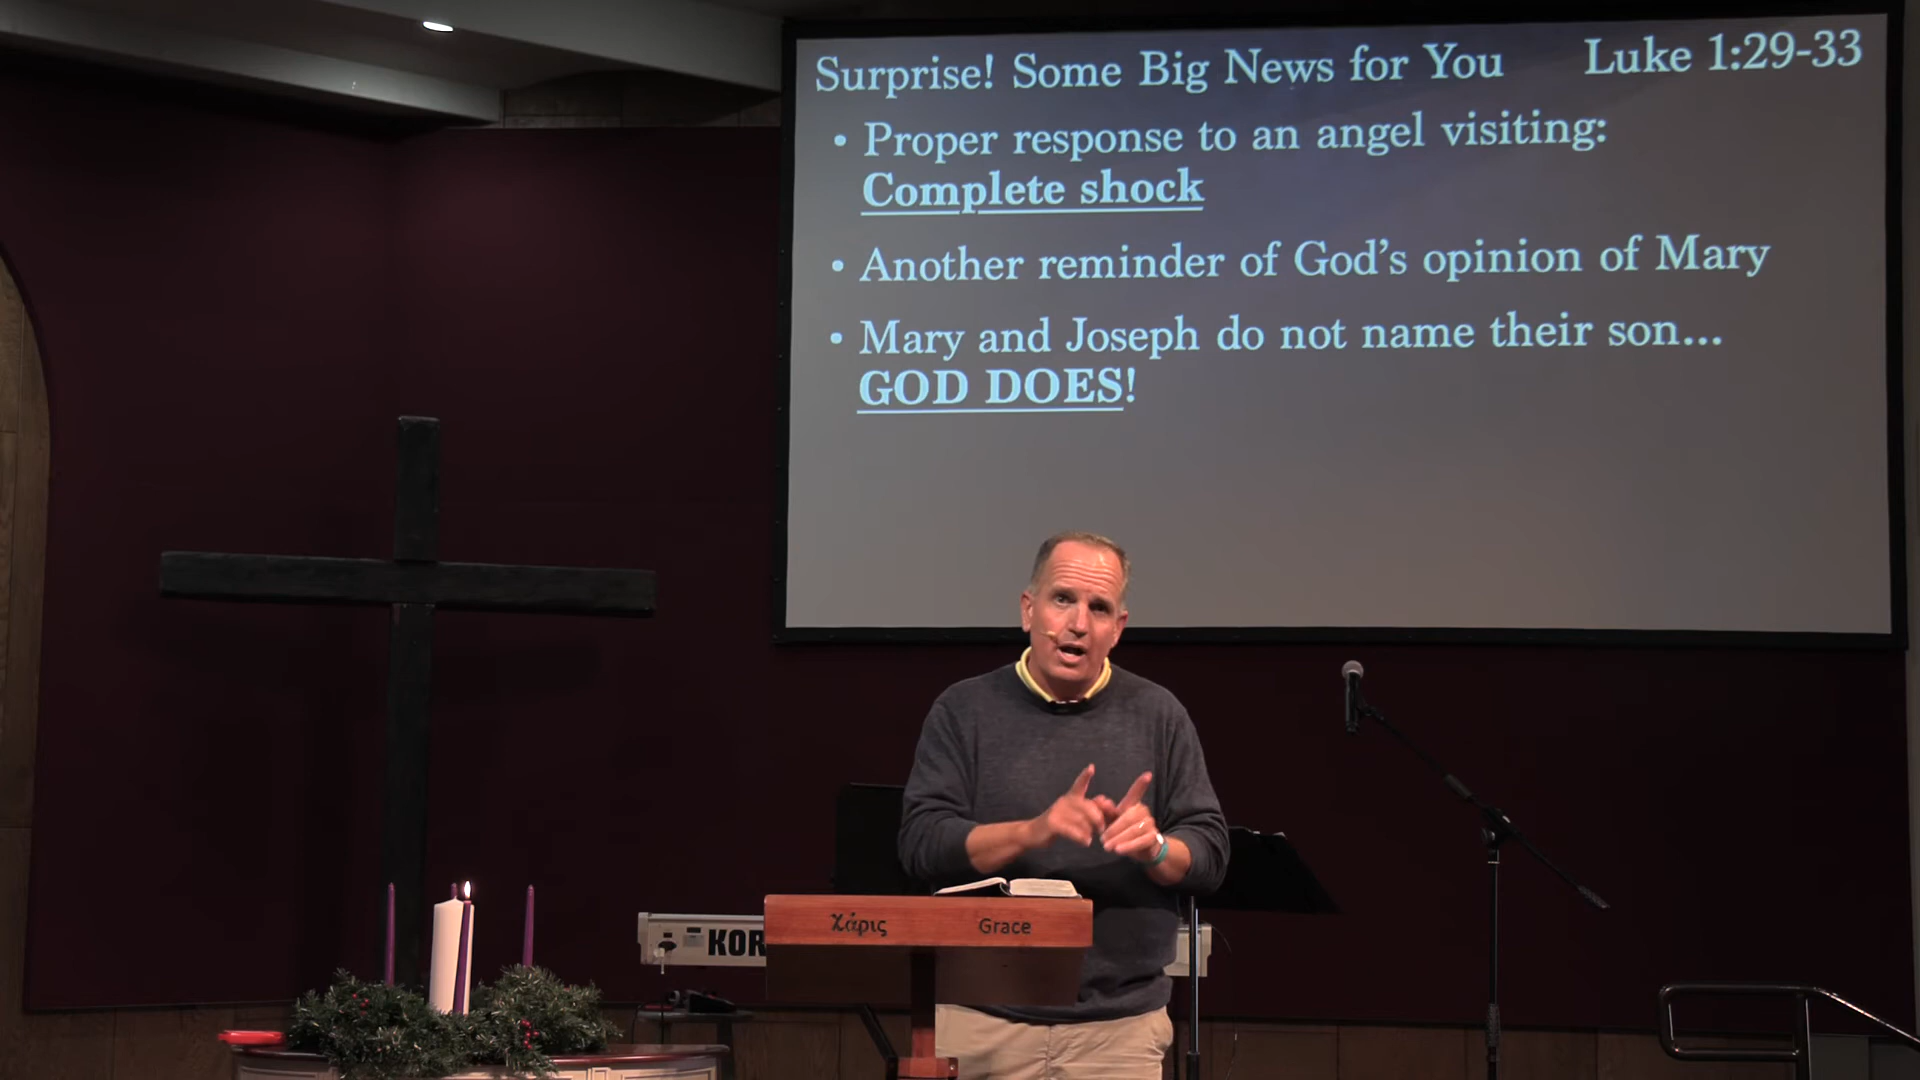 Surprise! Some Big News for You Luke 1:29-33
• Proper response to an angel visiting:
Complete shock
• Another reminder of God's opinion of Mary
• Mary and Joseph do not name their son...
GOD DOES!
KOR
Χάρις Grace